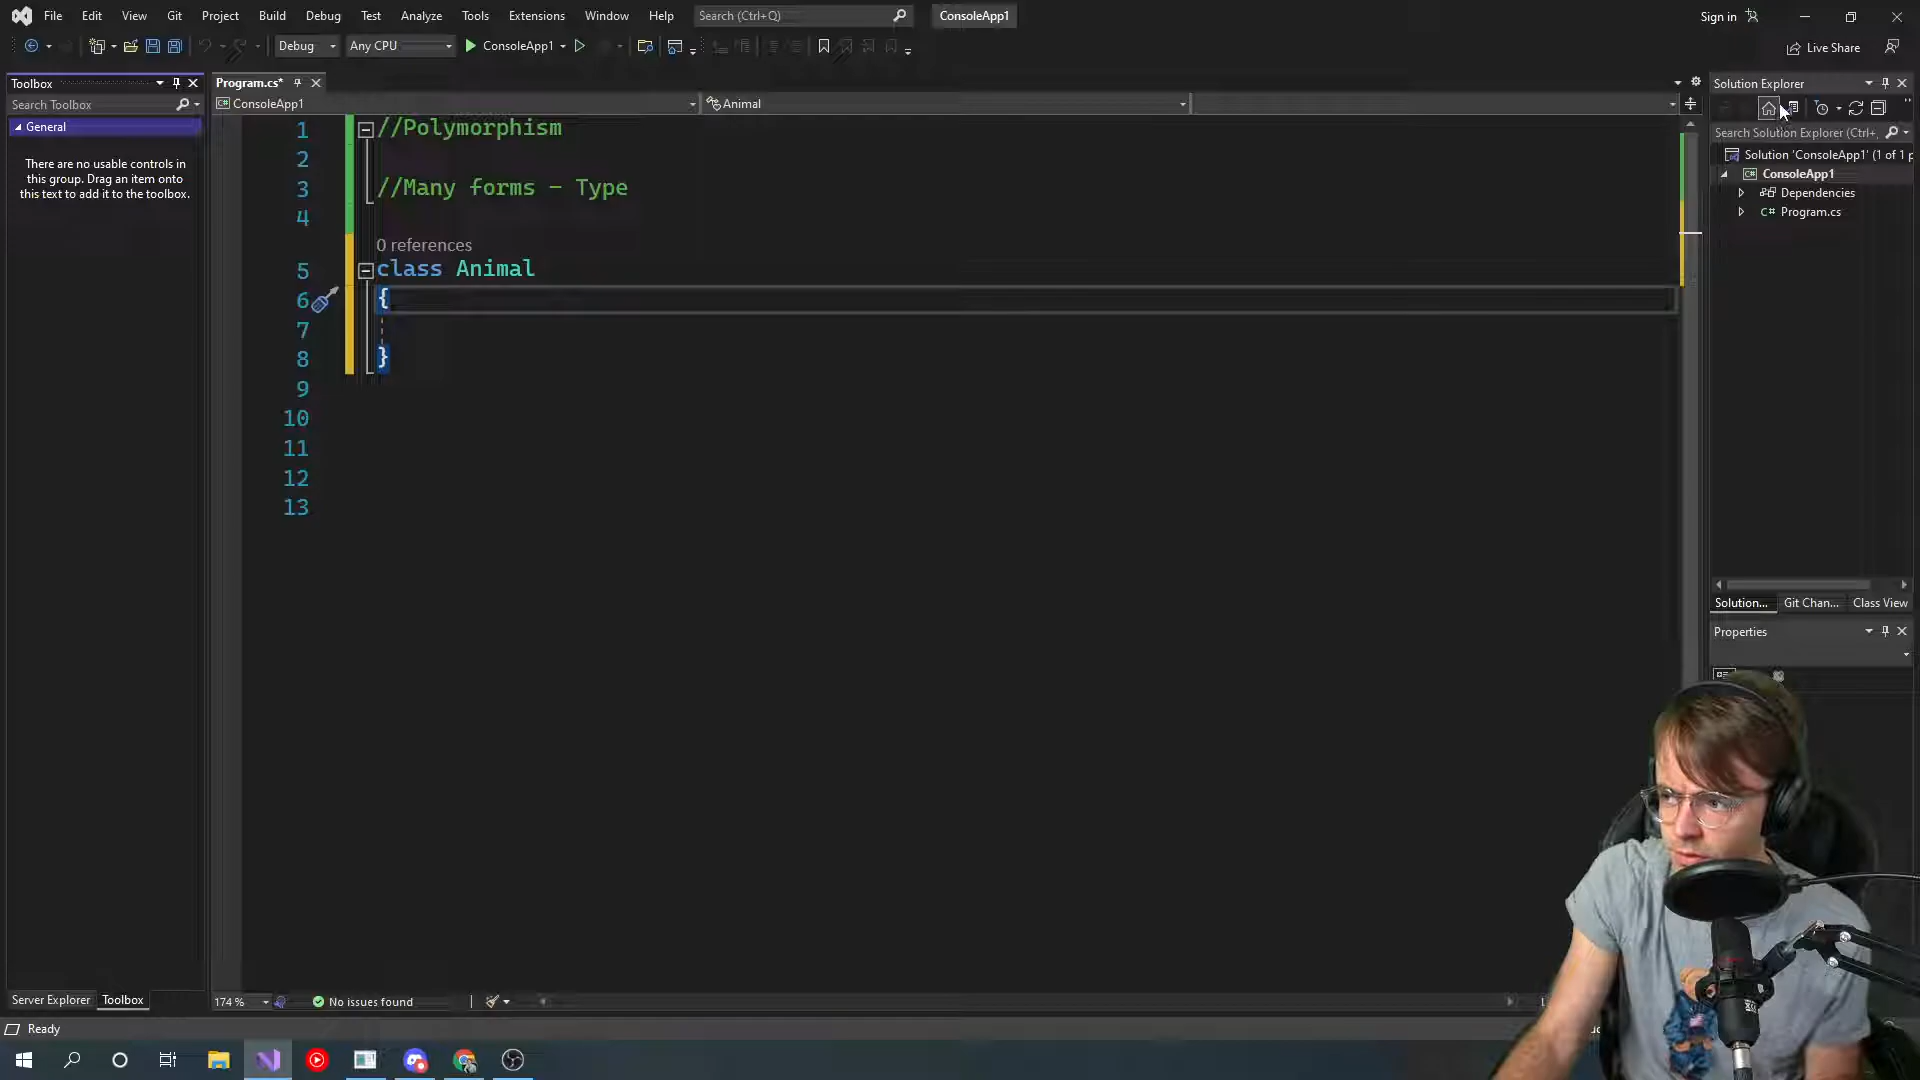 File Edit View Git Project Build Debug Test Analyze Tools Extensions Window Help Search (Ctrl+Q) ConsoleApp1 Sign in
Debug Any CPU ConsoleApp1 Live Share
Toolbox
Search Toolbox
General
There are no usable controls in
this group. Drag an item onto
this text to add it to the toolbox.
Server Explorer Toolbox
Program.cs*
ConsoleApp1 Animal
1 //Polymorphism
2
3 //Many forms - Type
4
0 references
5 class Animal
6 {
7
8 }
9
10
11
12
13
174 % No issues found
Solution Explorer
Search Solution Explorer (Ctrl+
Solution 'ConsoleApp1' (1 of 1 p
ConsoleApp1
Dependencies
C# Program.cs
Solution... Git Chan... Class View
Properties
Ready